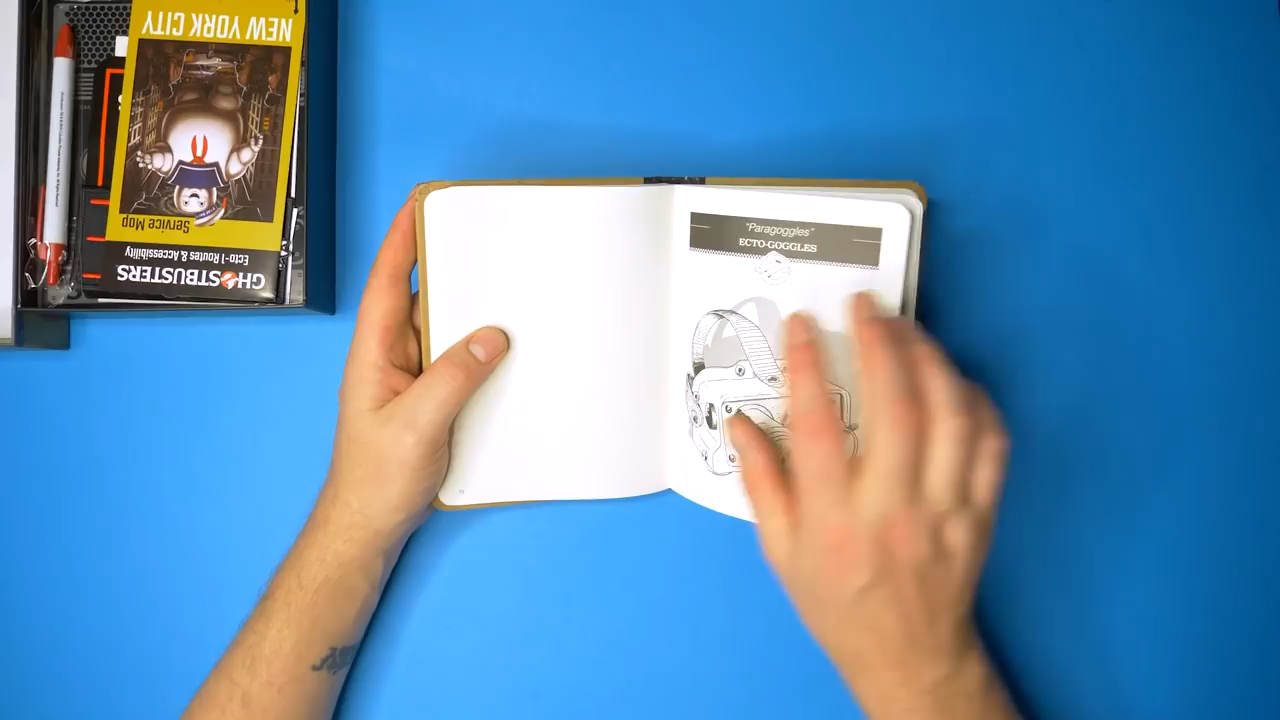 NEW YORK CITY
Service Map
Ecto-1 Routes & Accessibility
GHOSTBUSTERS
"Paragoggles"
ECTO-GOGGLES